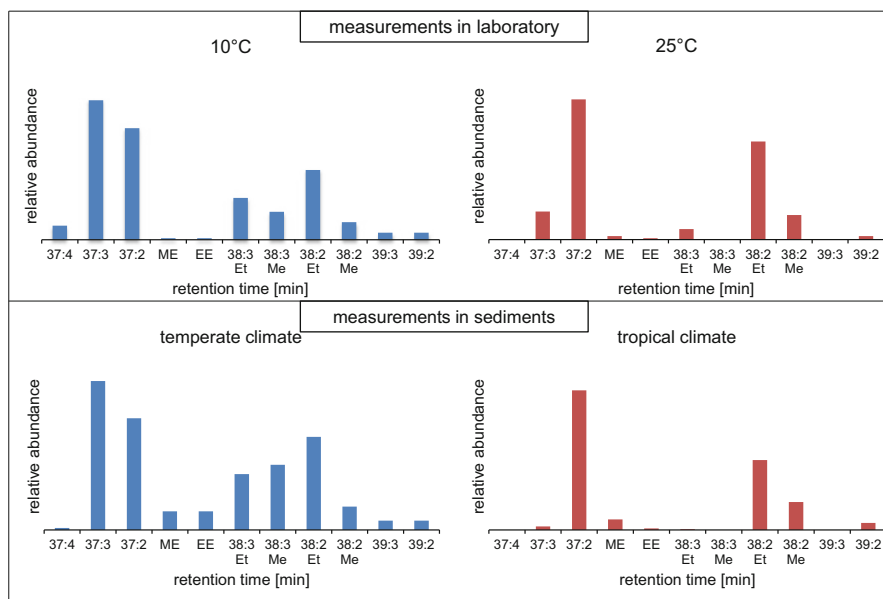 measurements in laboratory
10°C
25°C
relative abundance
37:4 37:3 37:2 ME EE 38:3 38:3 38:2 38:2 39:3 39:2
Et Me Et Me
retention time [min]
relative abundance
37:4 37:3 37:2 ME EE 38:3 38:3 38:2 38:2 39:3 39:2
Et Me Et Me
retention time [min]
measurements in sediments
temperate climate
tropical climate
relative abundance
37:4 37:3 37:2 ME EE 38:3 38:3 38:2 38:2 39:3 39:2
Et Me Et Me
retention time [min]
relative abundance
37:4 37:3 37:2 ME EE 38:3 38:3 38:2 38:2 39:3 39:2
Et Me Et Me
retention time [min]